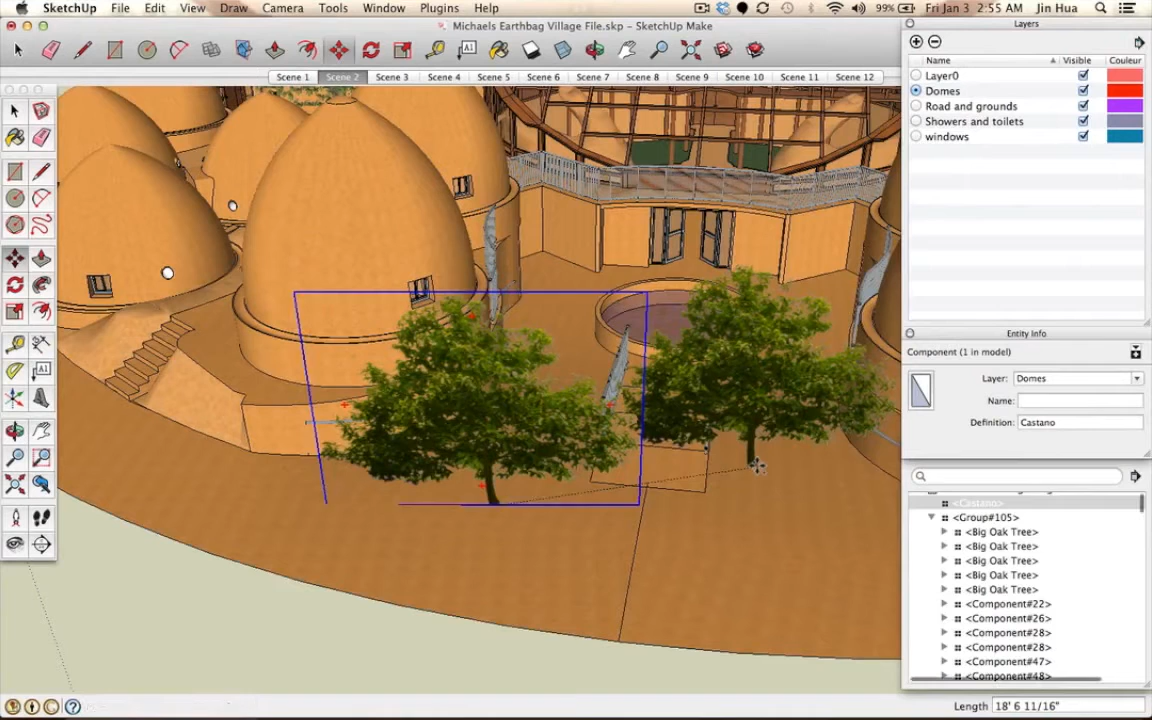 SketchUp File Edit View Draw Camera Tools Window Plugins Help 99% Fri Jan 3 2:55 AM Jin Hua
Michaels Earthbag Village File.skp - SketchUp Make
A1
Scene 1 Scene 2 Scene 3 Scene 4 Scene 5 Scene 6 Scene 7 Scene 8 Scene 9 Scene 10 Scene 11 Scene 12
A1
Layers
Name Visible Couleur
Layer0
Domes
Road and grounds
Showers and toilets
windows
Entity Info
Component (1 in model)
Layer: Domes
Name:
Definition: Castano
<Castano>
<Group#105>
<Big Oak Tree>
<Big Oak Tree>
<Big Oak Tree>
<Big Oak Tree>
<Big Oak Tree>
<Component#22>
<Component#26>
<Component#28>
<Component#28>
<Component#47>
<Component#48>
Length 18' 6 11/16"